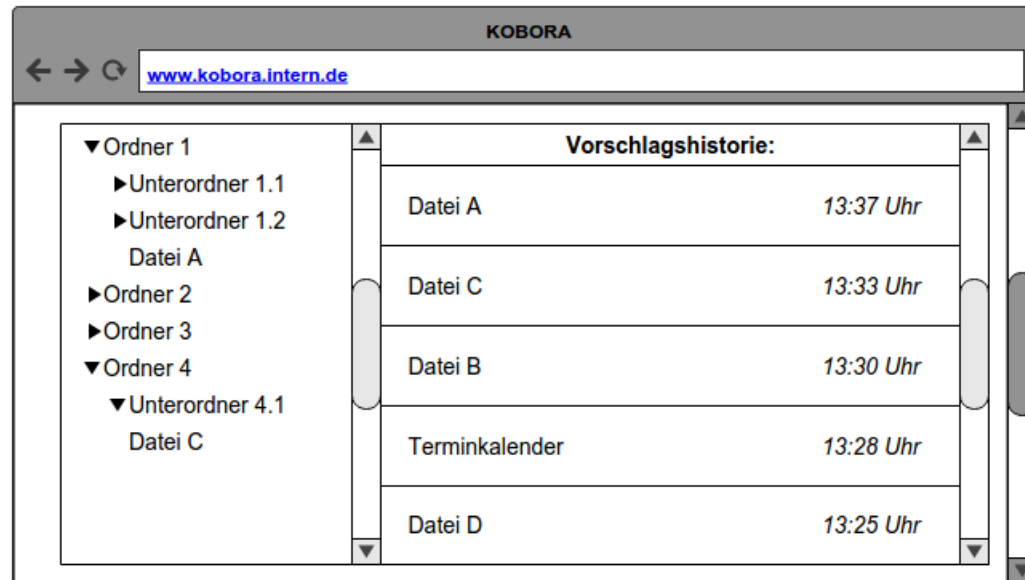 KOBORA
www.kobora.intern.de
Ordner 1
Unterordner 1.1
Unterordner 1.2
Datei A
Ordner 2
Ordner 3
Ordner 4
Unterordner 4.1
Datei C
Vorschlagshistorie:
Datei A 13:37 Uhr
Datei C 13:33 Uhr
Datei B 13:30 Uhr
Terminkalender 13:28 Uhr
Datei D 13:25 Uhr